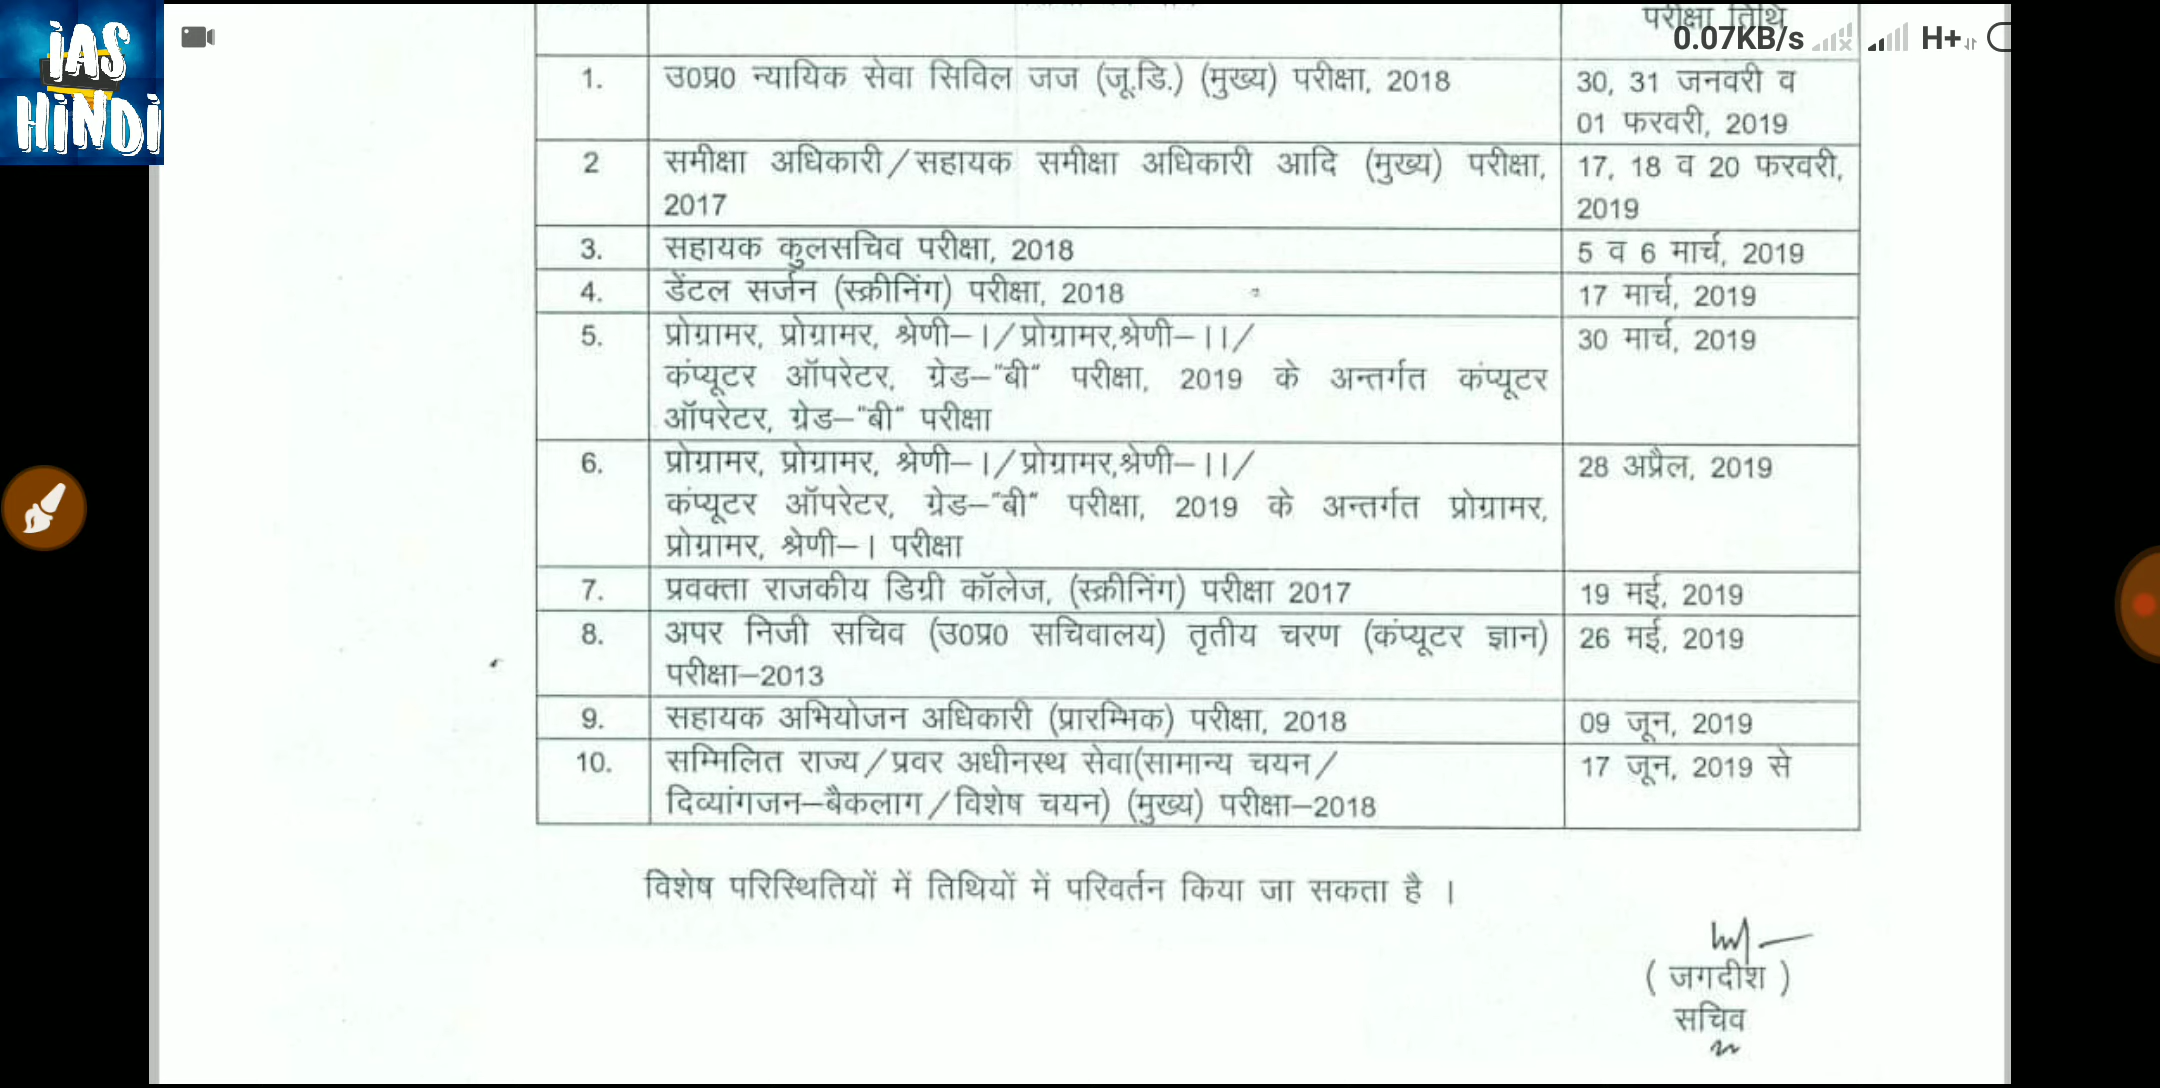 iAS
HiNDi
परीक्षा तिथि
0.07KB/s H+
1. उ0प्र0 न्यायिक सेवा सिविल जज (जू.डि.) (मुख्य) परीक्षा, 2018 30, 31 जनवरी व
01 फरवरी, 2019
2 समीक्षा अधिकारी/सहायक समीक्षा अधिकारी आदि (मुख्य) परीक्षा, 17, 18 व 20 फरवरी,
2017 2019
3. सहायक कुलसचिव परीक्षा, 2018 5 व 6 मार्च, 2019
4. डेंटल सर्जन (स्क्रीनिंग) परीक्षा, 2018 17 मार्च, 2019
5. प्रोग्रामर, प्रोग्रामर, श्रेणी–I/प्रोग्रामर,श्रेणी–II/ 30 मार्च, 2019
कंप्यूटर ऑपरेटर, ग्रेड–"बी" परीक्षा, 2019 के अन्तर्गत कंप्यूटर
ऑपरेटर, ग्रेड–"बी" परीक्षा
6. प्रोग्रामर, प्रोग्रामर, श्रेणी–I/प्रोग्रामर,श्रेणी–II/ 28 अप्रैल, 2019
कंप्यूटर ऑपरेटर, ग्रेड–"बी" परीक्षा, 2019 के अन्तर्गत प्रोग्रामर,
प्रोग्रामर, श्रेणी–I परीक्षा
7. प्रवक्ता राजकीय डिग्री कॉलेज, (स्क्रीनिंग) परीक्षा 2017 19 मई, 2019
8. अपर निजी सचिव (उ0प्र0 सचिवालय) तृतीय चरण (कंप्यूटर ज्ञान) 26 मई, 2019
परीक्षा–2013
9. सहायक अभियोजन अधिकारी (प्रारम्भिक) परीक्षा, 2018 09 जून, 2019
10. सम्मिलित राज्य/प्रवर अधीनस्थ सेवा(सामान्य चयन/ 17 जून, 2019 से
दिव्यांगजन–बैकलाग/विशेष चयन) (मुख्य) परीक्षा–2018
विशेष परिस्थितियों में तिथियों में परिवर्तन किया जा सकता है ।
( जगदीश )
सचिव